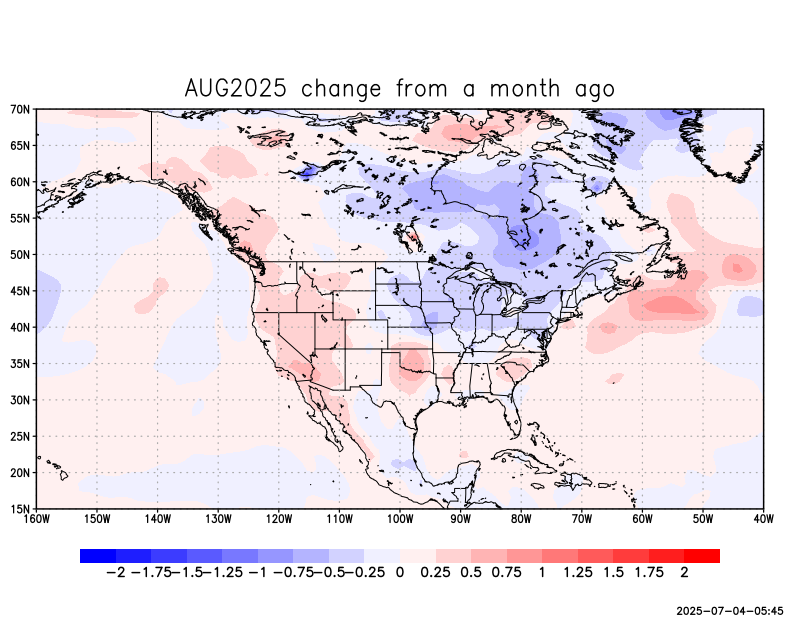 AUG2025 change from a month ago
70N
65N
60N
55N
50N
45N
40N
35N
30N
25N
20N
15N
160W 150W 140W 130W 120W 110W 100W 90W 80W 70W 60W 50W 40W
-2 -1.75 -1.5 -1.25 -1 -0.75 -0.5 -0.25 0 0.25 0.5 0.75 1 1.25 1.5 1.75 2
2025-07-04-05:45